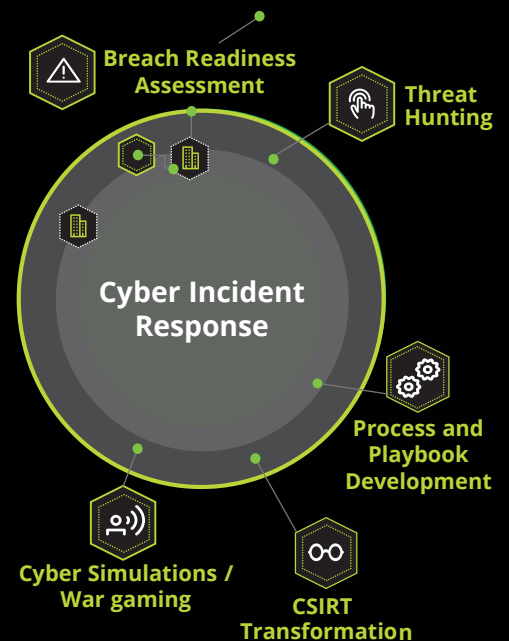 Breach Readiness
Assessment
Threat
Hunting
Cyber Incident
Response
Process and
Playbook
Development
Cyber Simulations /
War gaming
CSIRT
Transformation